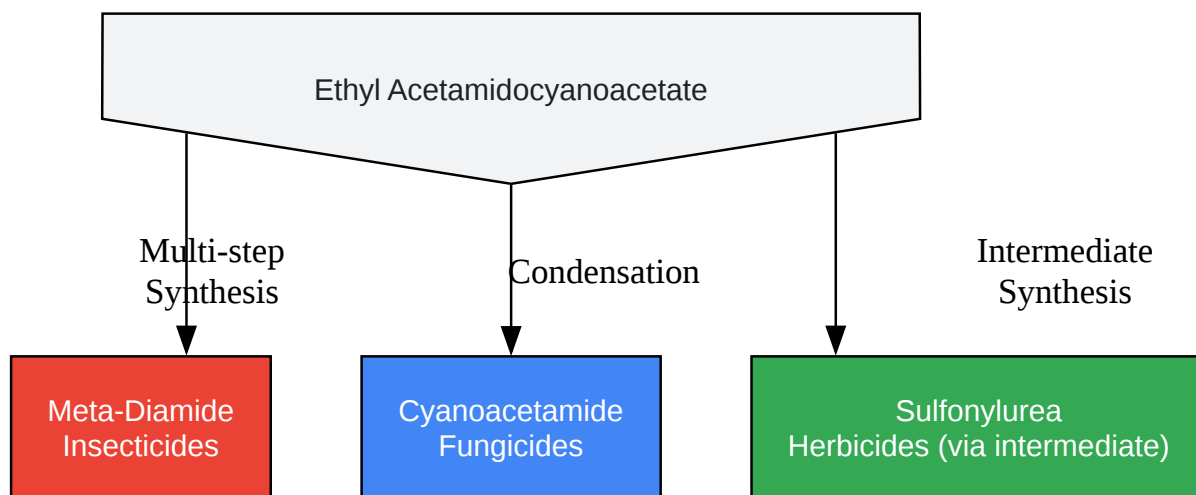 Ethyl Acetamidocyanoacetate
Multi-step
Synthesis
Condensation
Intermediate
Synthesis
Meta-Diamide
Insecticides
Cyanoacetamide
Fungicides
Sulfonylurea
Herbicides (via intermediate)